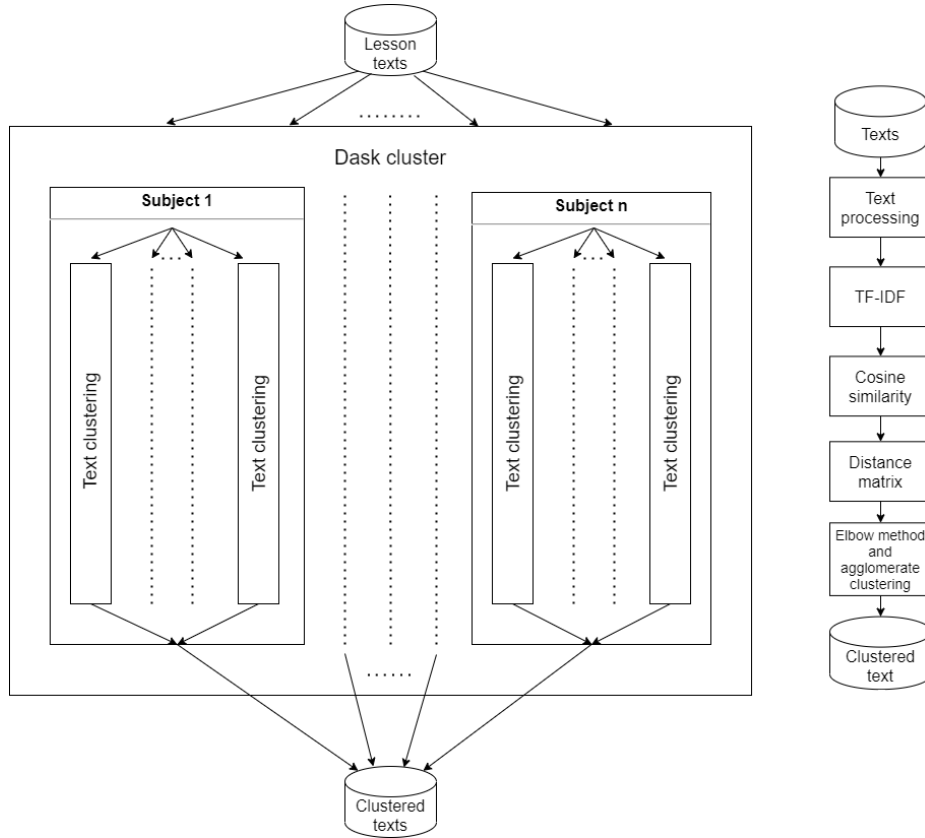 Lesson
texts
Dask cluster
Subject 1
Text clustering
Text clustering
Subject n
Text clustering
Text clustering
Clustered
texts
Texts
Text
processing
TF-IDF
Cosine
similarity
Distance
matrix
Elbow method
and
agglomerate
clustering
Clustered
text